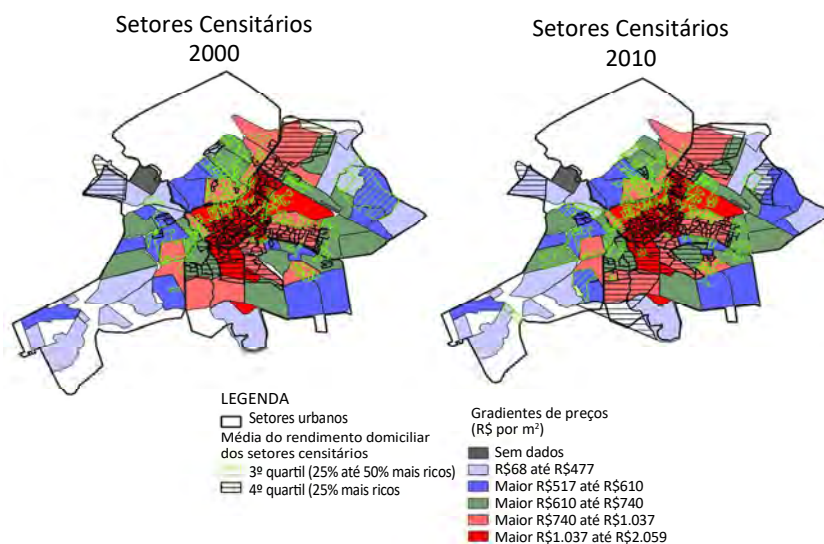 Setores Censitários
2000
Setores Censitários
2010
LEGENDA
Setores urbanos
Média do rendimento domiciliar
dos setores censitários
3º quartil (25% até 50% mais ricos)
4º quartil (25% mais ricos
Gradientes de preços
(R$ por m²)
Sem dados
R$68 até R$477
Maior R$517 até R$610
Maior R$610 até R$740
Maior R$740 até R$1.037
Maior R$1.037 até R$2.059